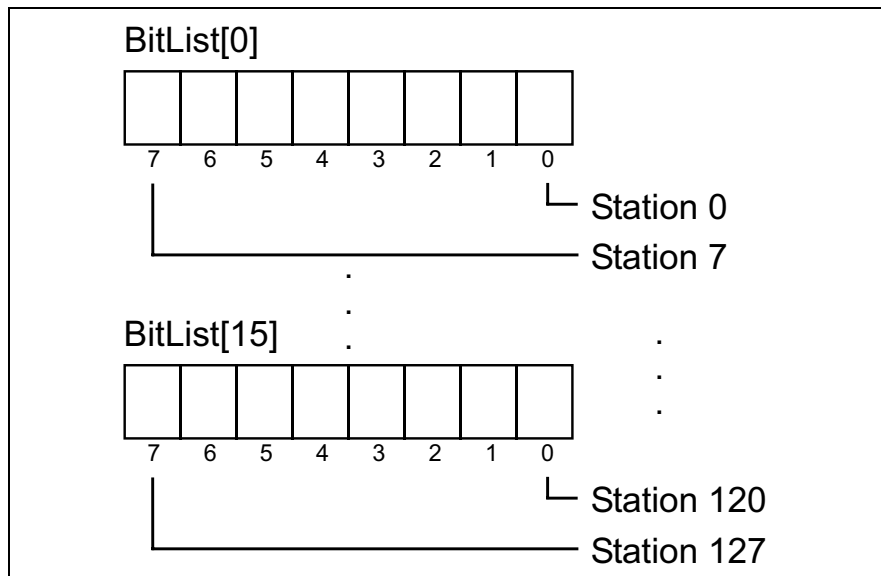 BitList[0]
7 6 5 4 3 2 1 0
Station 0
Station 7
.
.
BitList[15] .
.
.
.
7 6 5 4 3 2 1 0
Station 120
Station 127